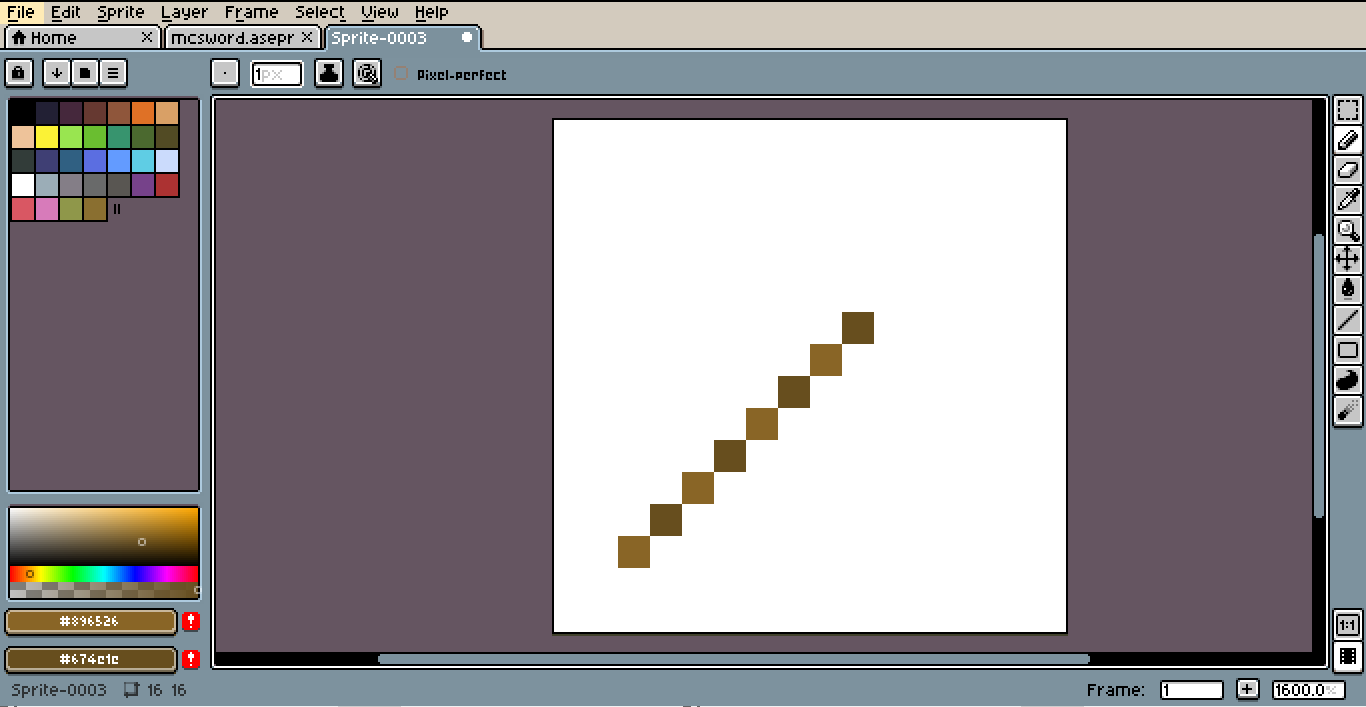 File Edit Sprite Layer Frame Select View Help
Home mcsword.asepr Sprite-0003
1px Pixel-perfect
#896526
#674e1e
1:1
Sprite-0003 16 16 Frame: 1 1600.0%